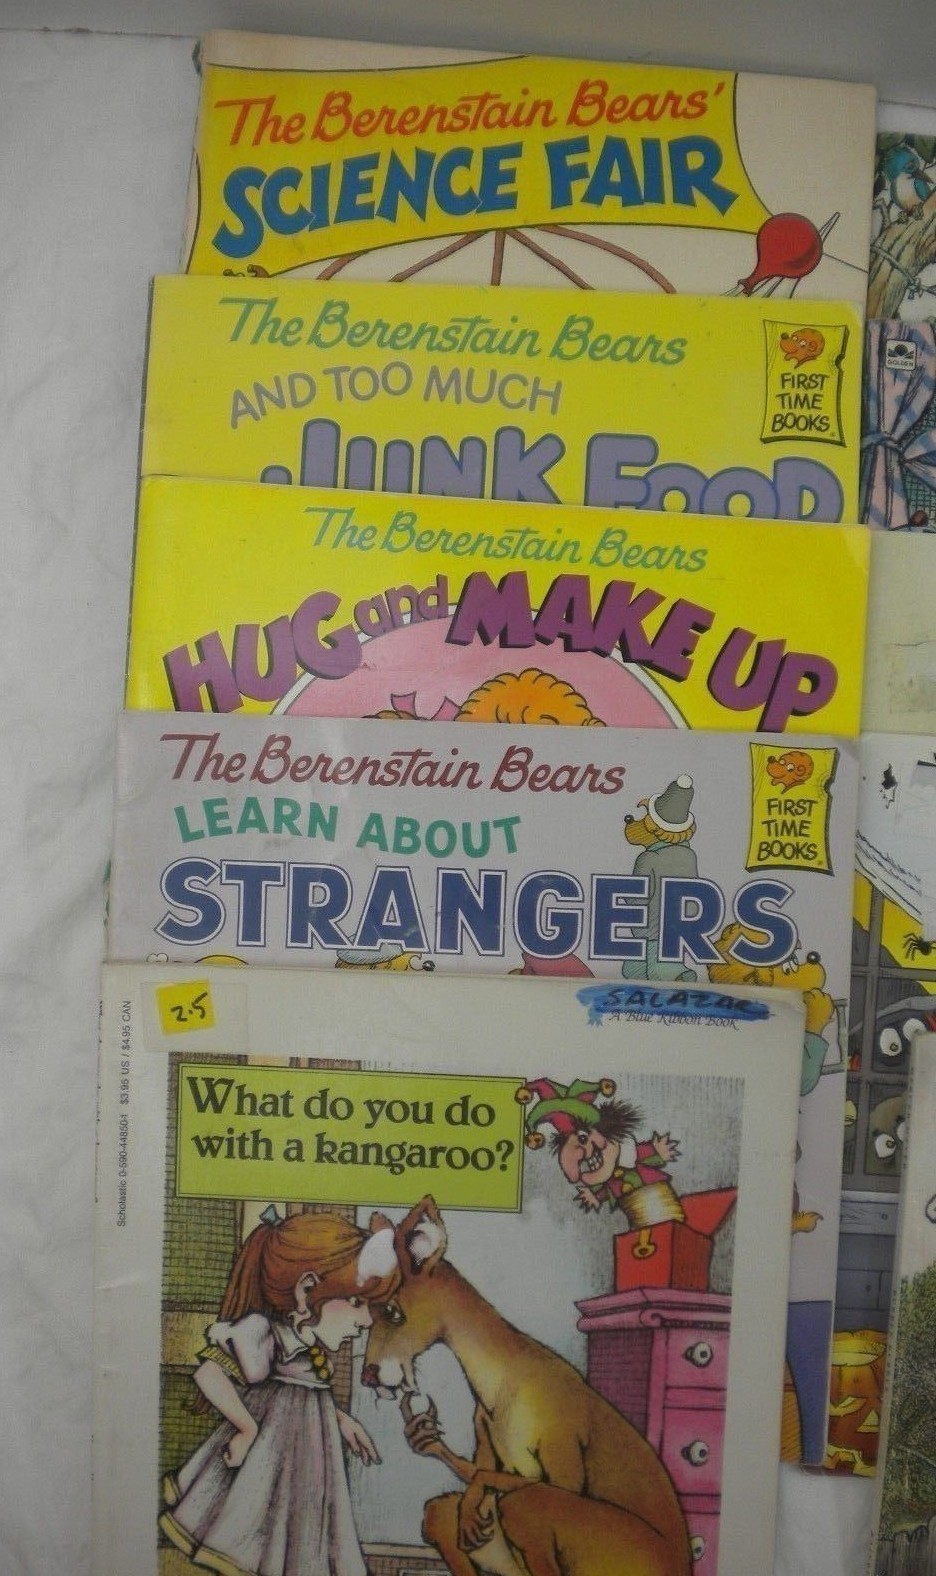 The Berenstain Bears'
SCIENCE FAIR
The Berenstain Bears
AND TOO MUCH
JUNK FOOD
FIRST
TIME
BOOKS
GOLDEN
The Berenstain Bears
HUG and MAKE UP
The Berenstain Bears
LEARN ABOUT
STRANGERS
FIRST
TIME
BOOKS
2.5
SALAZAR
A Blue Ribbon Book
Scholastic 0-590-44850-1 $3.95 US / $4.95 CAN
What do you do
with a kangaroo?